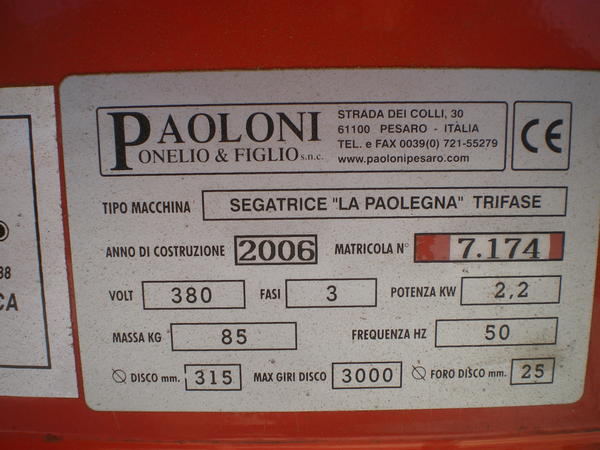 PAOLONI
ONELIO & FIGLIO s.n.c.
STRADA DEI COLLI, 30
61100 PESARO - ITALIA
TEL. e FAX 0039(0) 721-55279
www.paolonipesaro.com
CE
TIPO MACCHINA SEGATRICE "LA PAOLEGNA" TRIFASE
ANNO DI COSTRUZIONE 2006 MATRICOLA N° 7.174
VOLT 380 FASI 3 POTENZA KW 2,2
MASSA KG 85 FREQUENZA HZ 50
Ø DISCO mm. 315 MAX GIRI DISCO 3000 Ø FORO DISCO mm. 25
38
CA